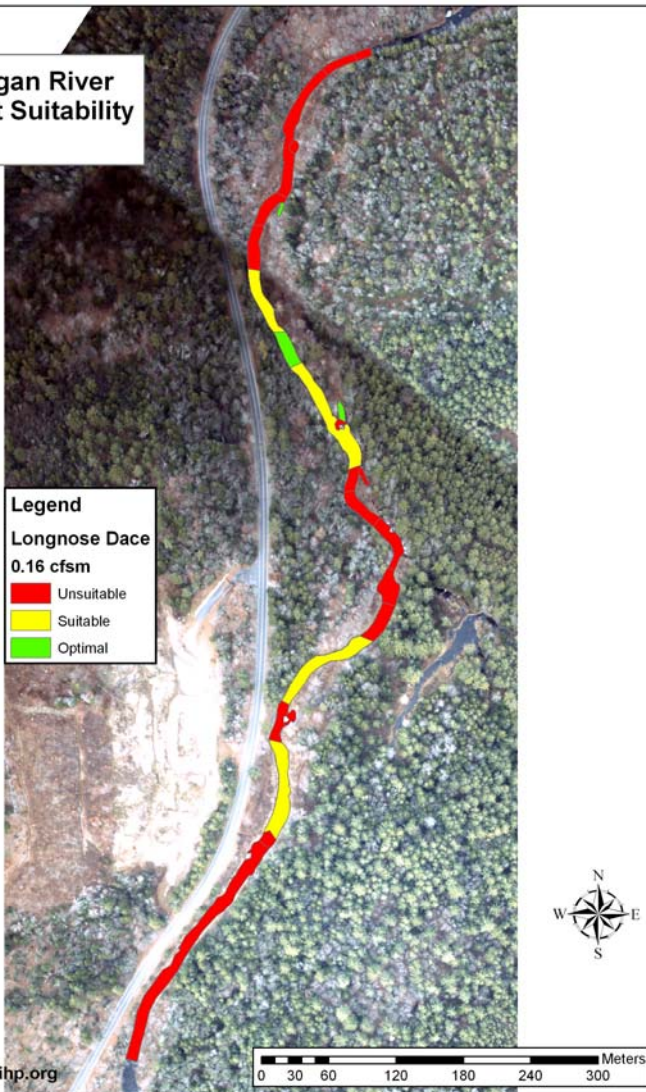 gan River
t Suitability
Legend
Longnose Dace
0.16 cfsm
Unsuitable
Suitable
Optimal
N
W E
S
ihp.org
Meters
0 30 60 120 180 240 300